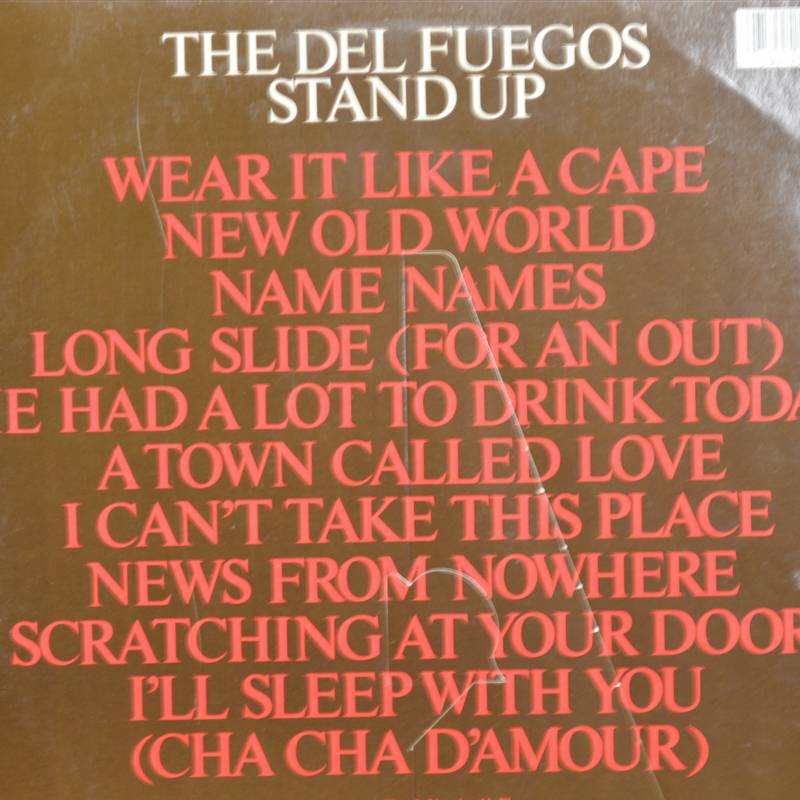 THE DEL FUEGOS
STAND UP
WEAR IT LIKE A CAPE
NEW OLD WORLD
NAME NAMES
LONG SLIDE (FOR AN OUT)
HAD A LOT TO DRINK
A TOWN CALLED LOVE
I CAN'T TAKE THIS PLACE
NEWS FROM NOWHERE
SCRATCHING AT YOUR DOOR
I'LL SLEEP WITH YOU
(CHA CHA D'AMOUR)